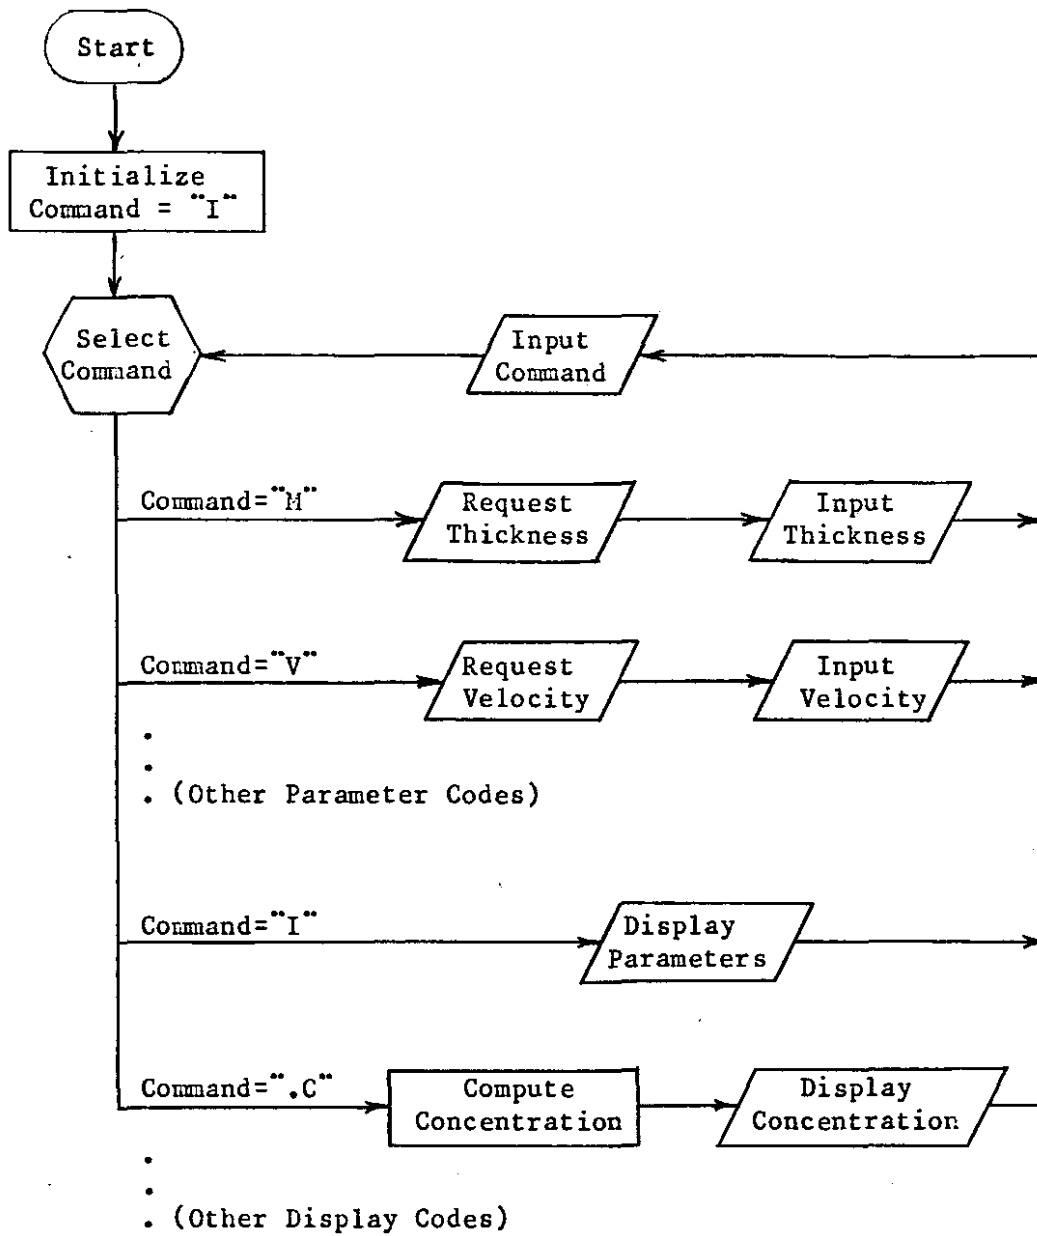 Start
Initialize
Command = "I"
Select
Command
Input
Command
Command="M"
Request
Thickness
Input
Thickness
Command="V"
Request
Velocity
Input
Velocity
.
.
. (Other Parameter Codes)
Command="I"
Display
Parameters
Command=".C"
Compute
Concentration
Display
Concentration
.
.
. (Other Display Codes)